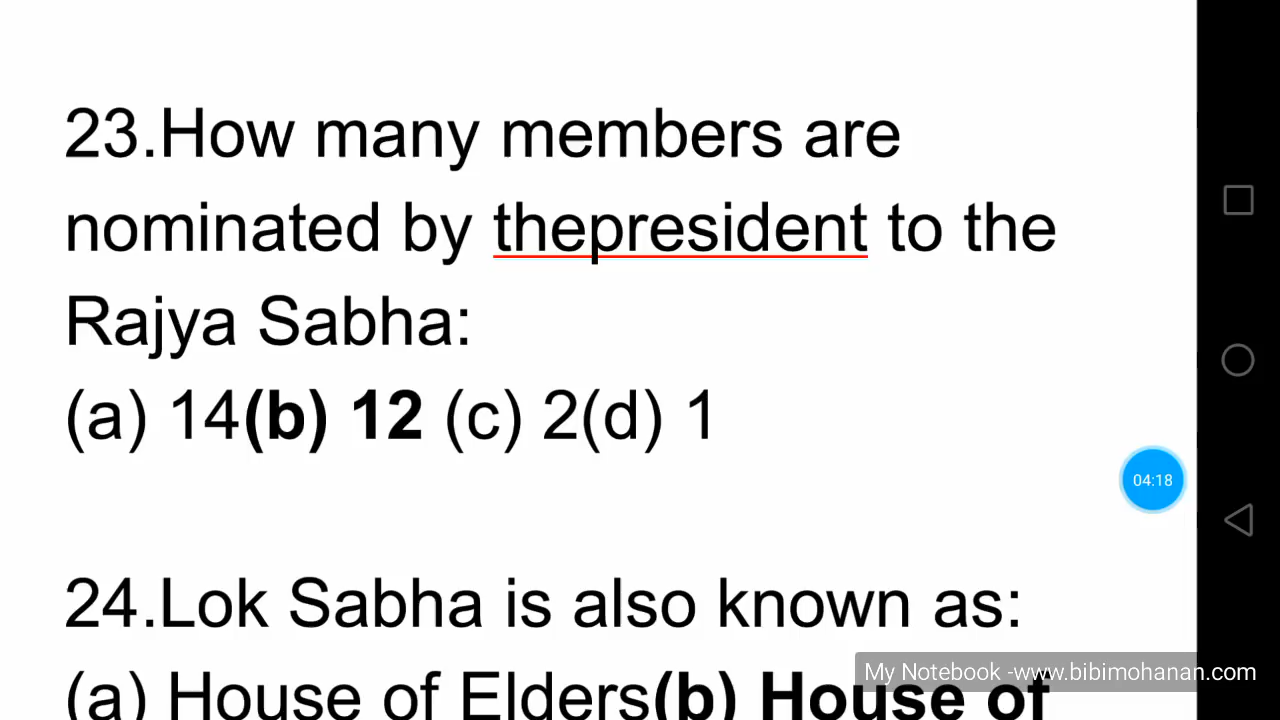 23.How many members are
nominated by thepresident to the
Rajya Sabha:
(a) 14(b) 12 (c) 2(d) 1
04:18
24.Lok Sabha is also known as:
My Notebook -www.bibimohanan.com
(a) House of Elders(b) House of